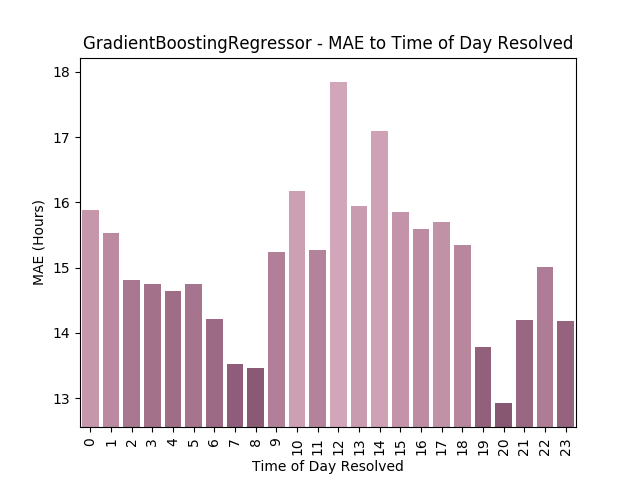 GradientBoostingRegressor - MAE to Time of Day Resolved
MAE (Hours)
18
17
16
15
14
13
0 1 2 3 4 5 6 7 8 9 10 11 12 13 14 15 16 17 18 19 20 21 22 23
Time of Day Resolved